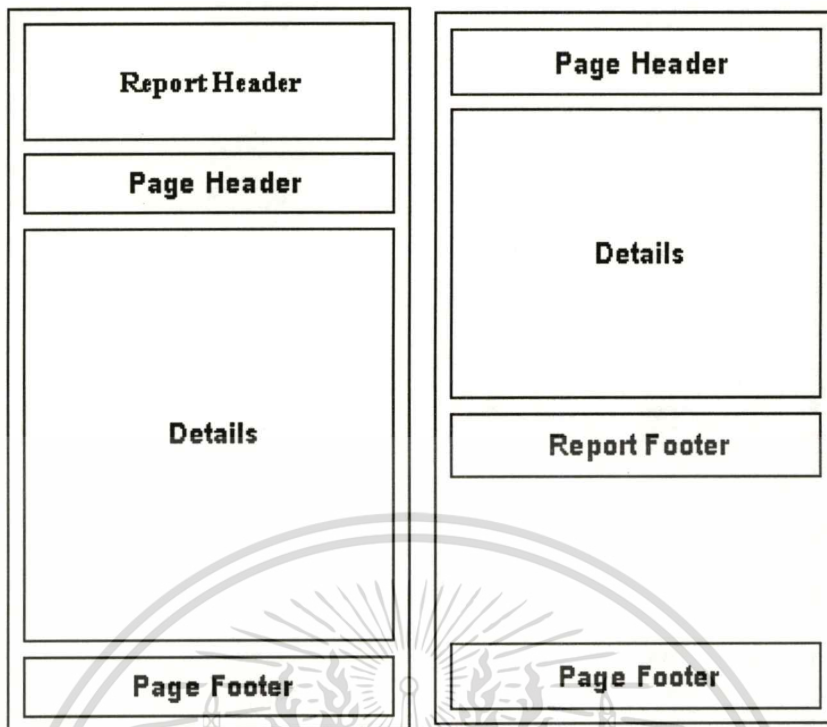 Report Header
Page Header
Details
Page Footer
Page Header
Details
Report Footer
Page Footer